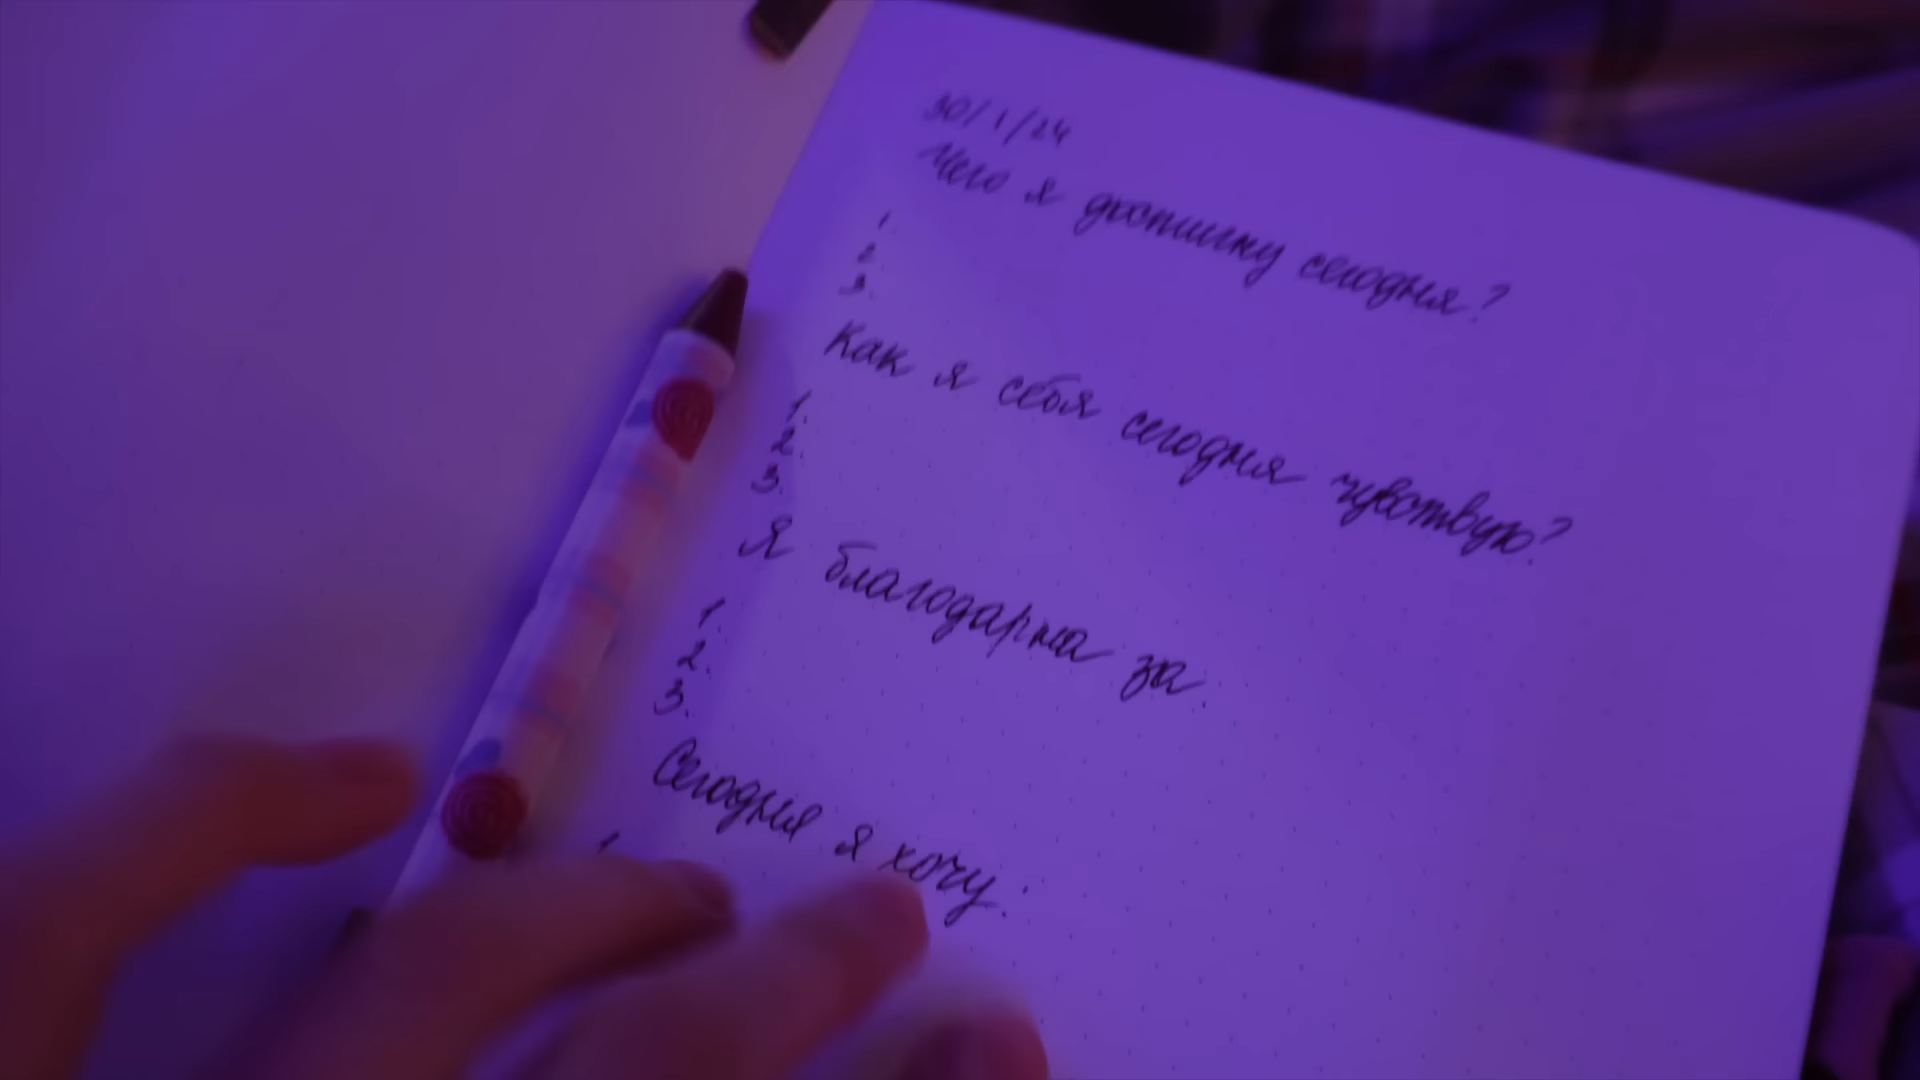 30/1/24
Чего я достигну сегодня?
1.
2.
3.
Как я себя сегодня чувствую?
1.
2.
3.
Я благодарна за:
1.
2.
3.
Сегодня я хочу:
1